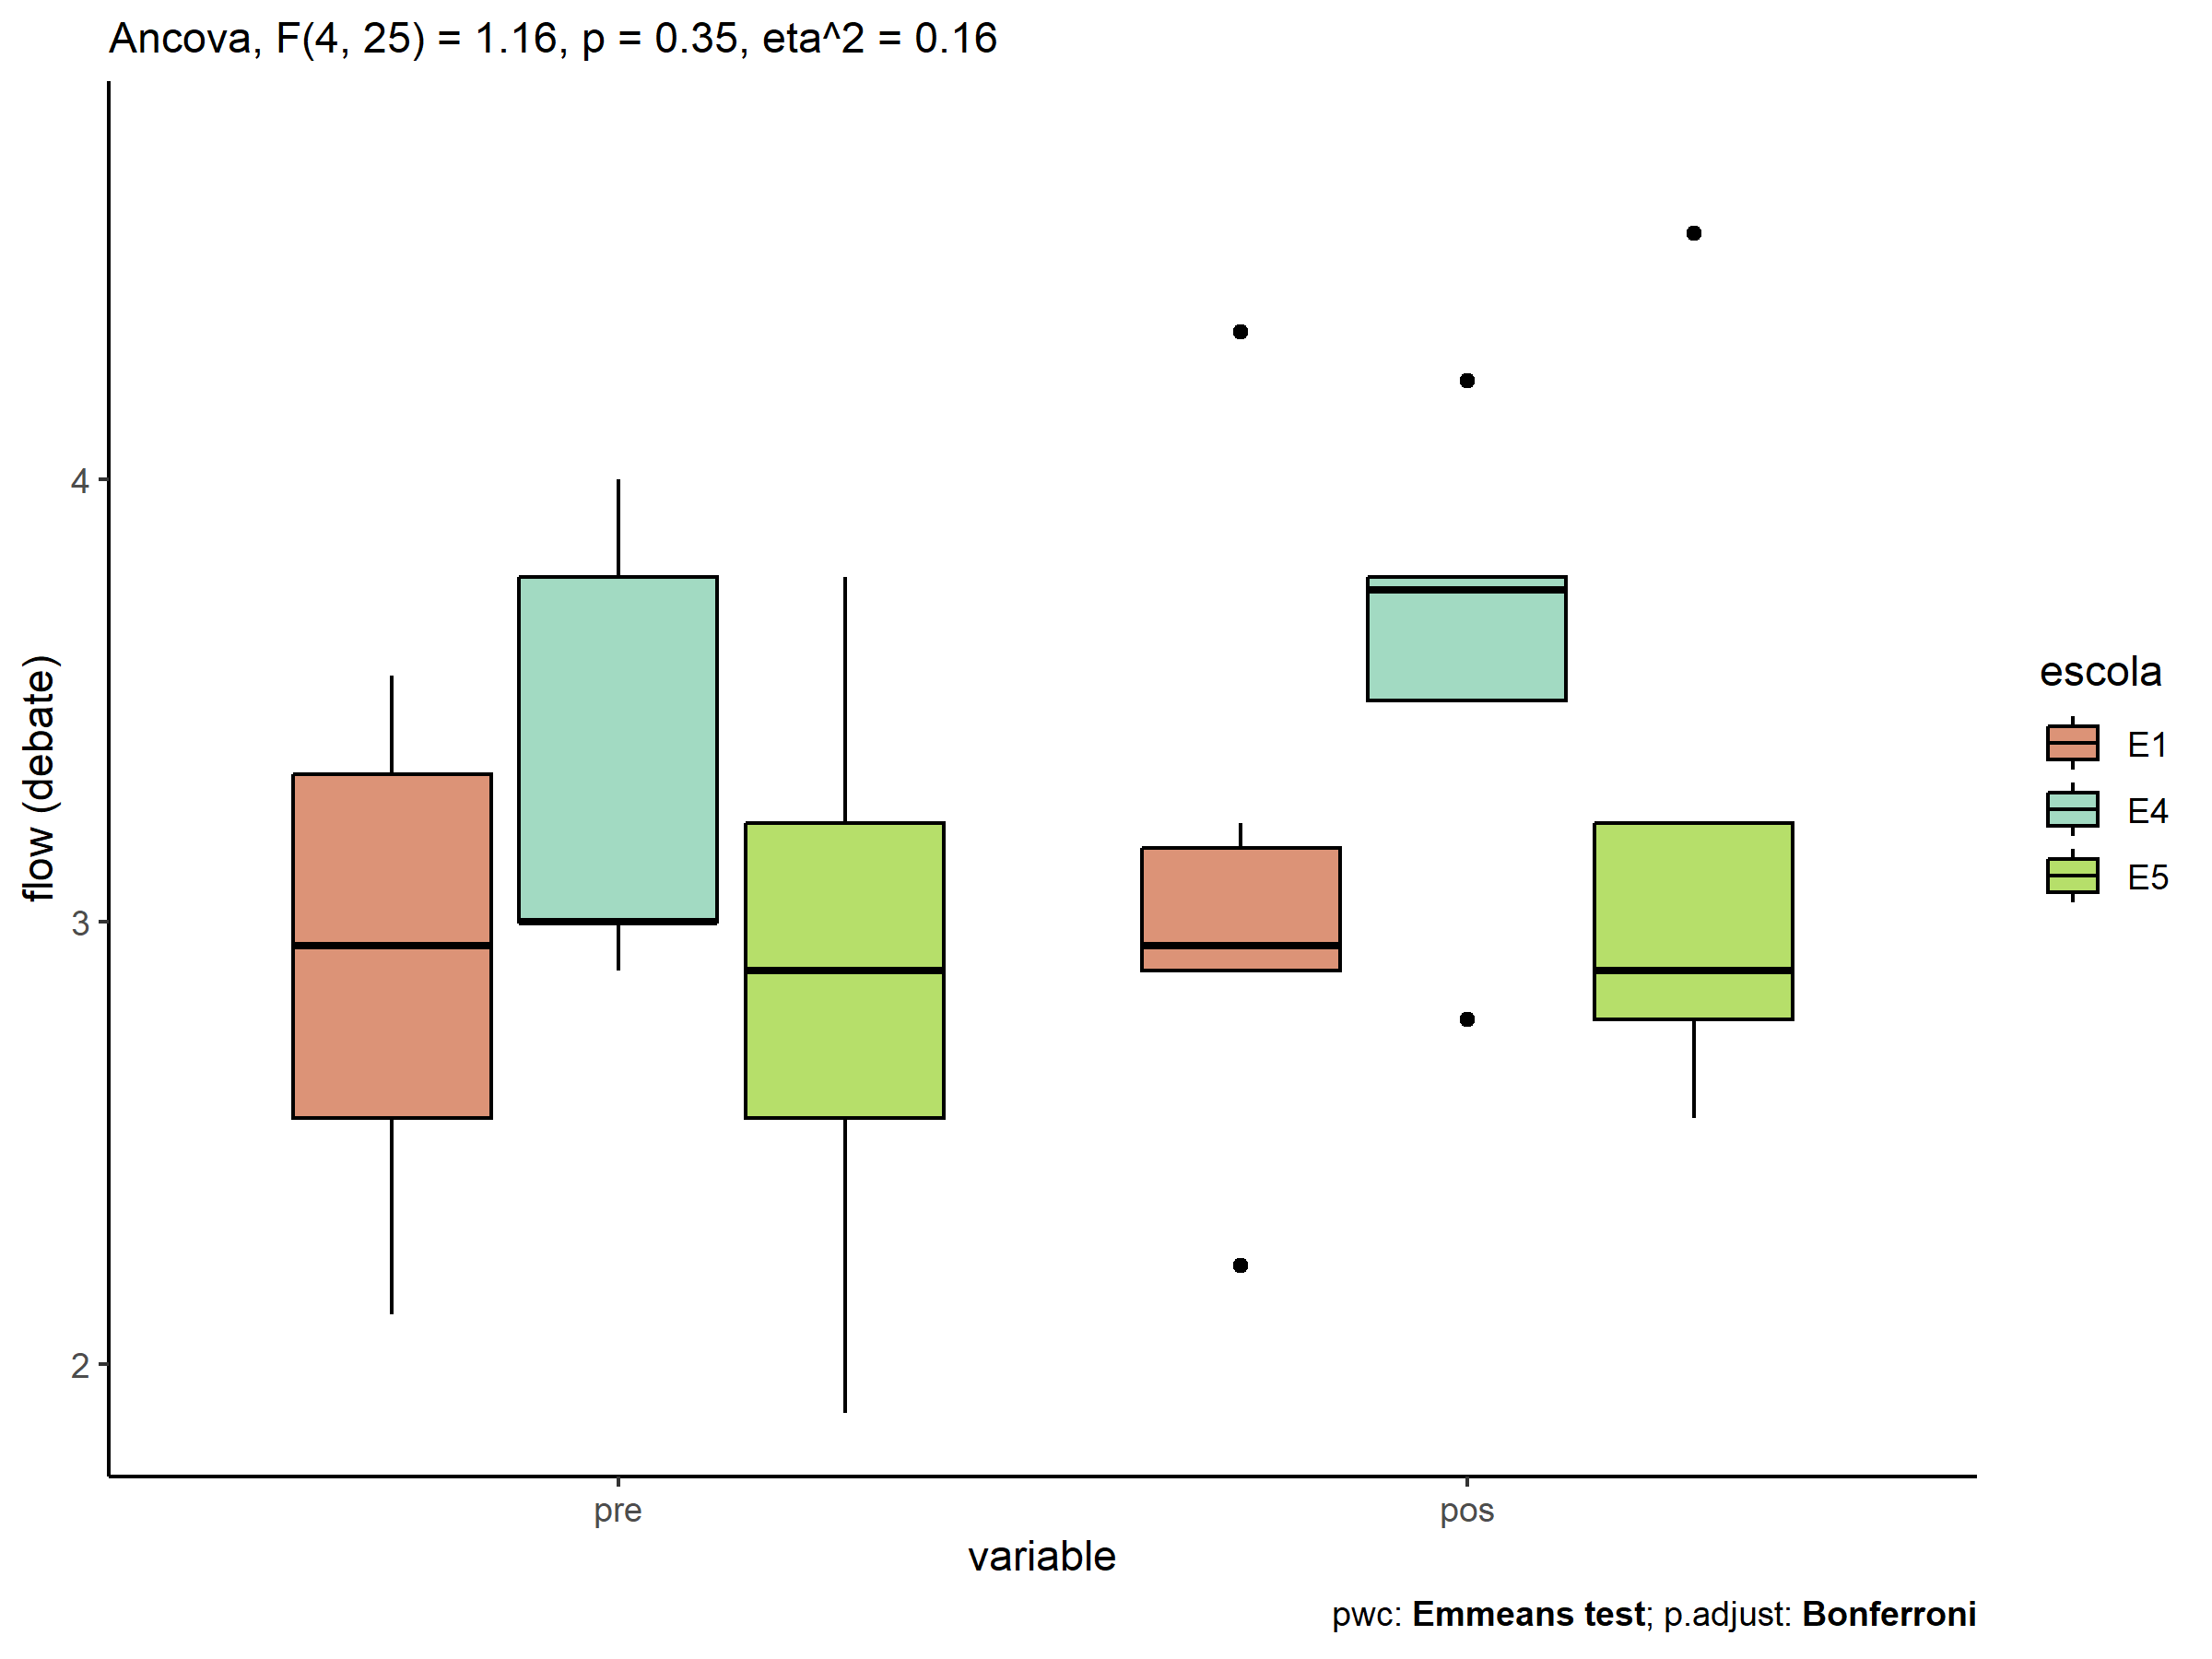 Ancova, F(4, 25) = 1.16, p = 0.35, eta^2 = 0.16
flow (debate)
4
3
2
pre
pos
variable
escola
E1
E4
E5
pwc: Emmeans test; p.adjust: Bonferroni